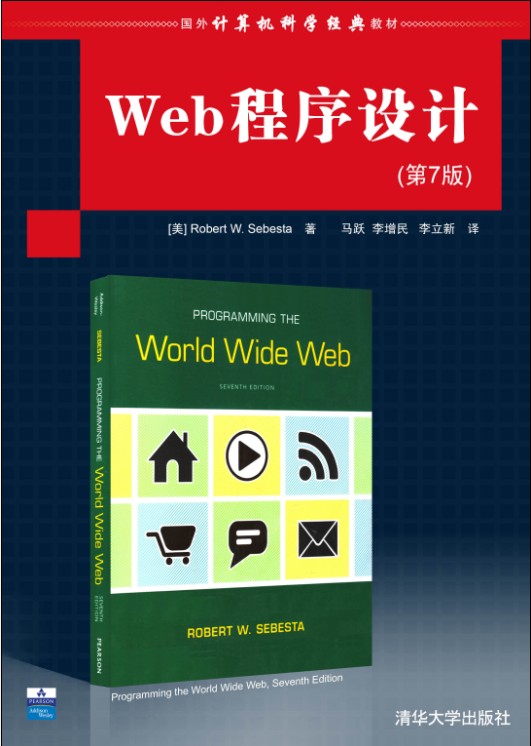 国外计算机科学经典教材
Web程序设计
(第7版)
[美] Robert W. Sebesta 著 马跃 李增民 李立新 译
PROGRAMMING THE
World Wide Web
SEVENTH EDITION
ROBERT W. SEBESTA
SEBESTA PROGRAMMING THE World Wide Web SEVENTH EDITION PEARSON
Programming the World Wide Web, Seventh Edition
PEARSON
Addison
Wesley
清华大学出版社